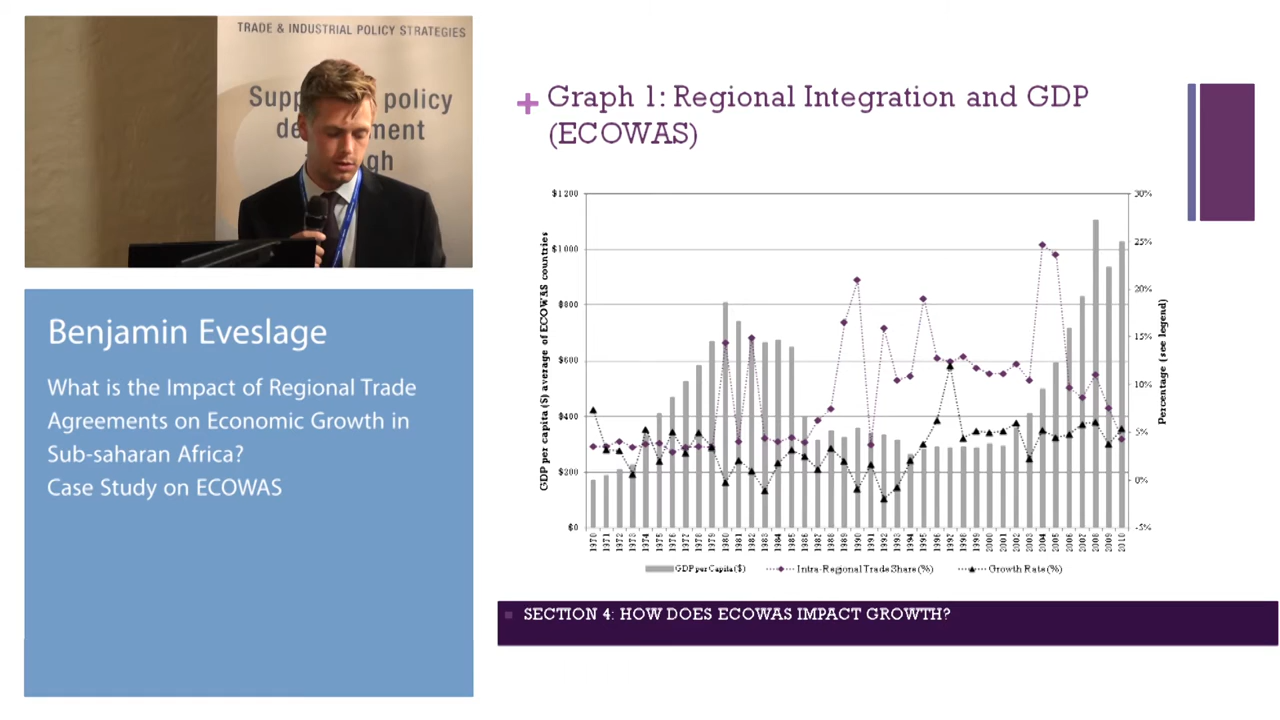 TRADE & INDUSTRIAL POLICY STRATEGIES
policy
Benjamin Eveslage
What is the Impact of Regional Trade
Agreements on Economic Growth in
Sub-saharan Africa?
Case Study on ECOWAS
+ Graph 1: Regional Integration and GDP
(ECOWAS)
GDP per capita ($) average of ECOWAS countries
$1200
$1000
$800
$600
$400
$200
$0
30%
25%
20%
15%
10%
5%
0%
-5%
Percentage (see legend)
1970 1971 1972 1973 1974 1975 1976 1977 1978 1979 1980 1981 1982 1983 1984 1985 1986 1987 1988 1989 1990 1991 1992 1993 1994 1995 1996 1997 1998 1999 2000 2001 2002 2003 2004 2005 2006 2007 2008 2009 2010
GDP per Capita ($) Intra-Regional Trade Share (%) Growth Rate (%)
SECTION 4: HOW DOES ECOWAS IMPACT GROWTH?